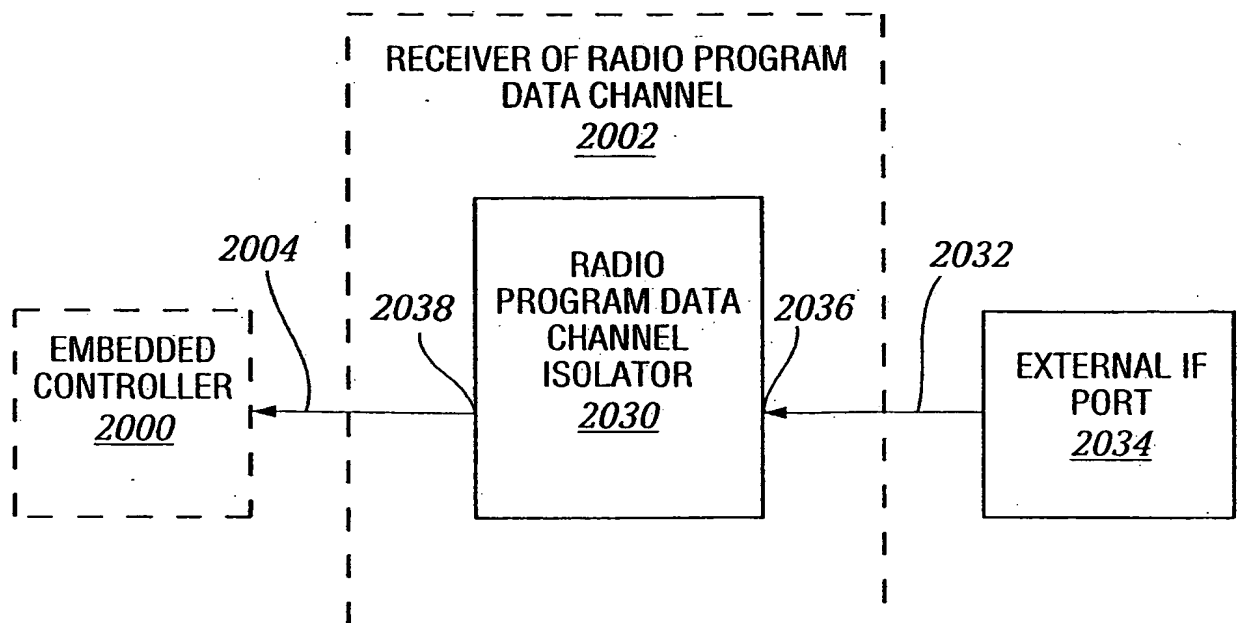 RECEIVER OF RADIO PROGRAM
DATA CHANNEL
2002
2004
2038
RADIO
PROGRAM DATA
CHANNEL
ISOLATOR
2030
2036
2032
EMBEDDED
CONTROLLER
2000
EXTERNAL IF
PORT
2034